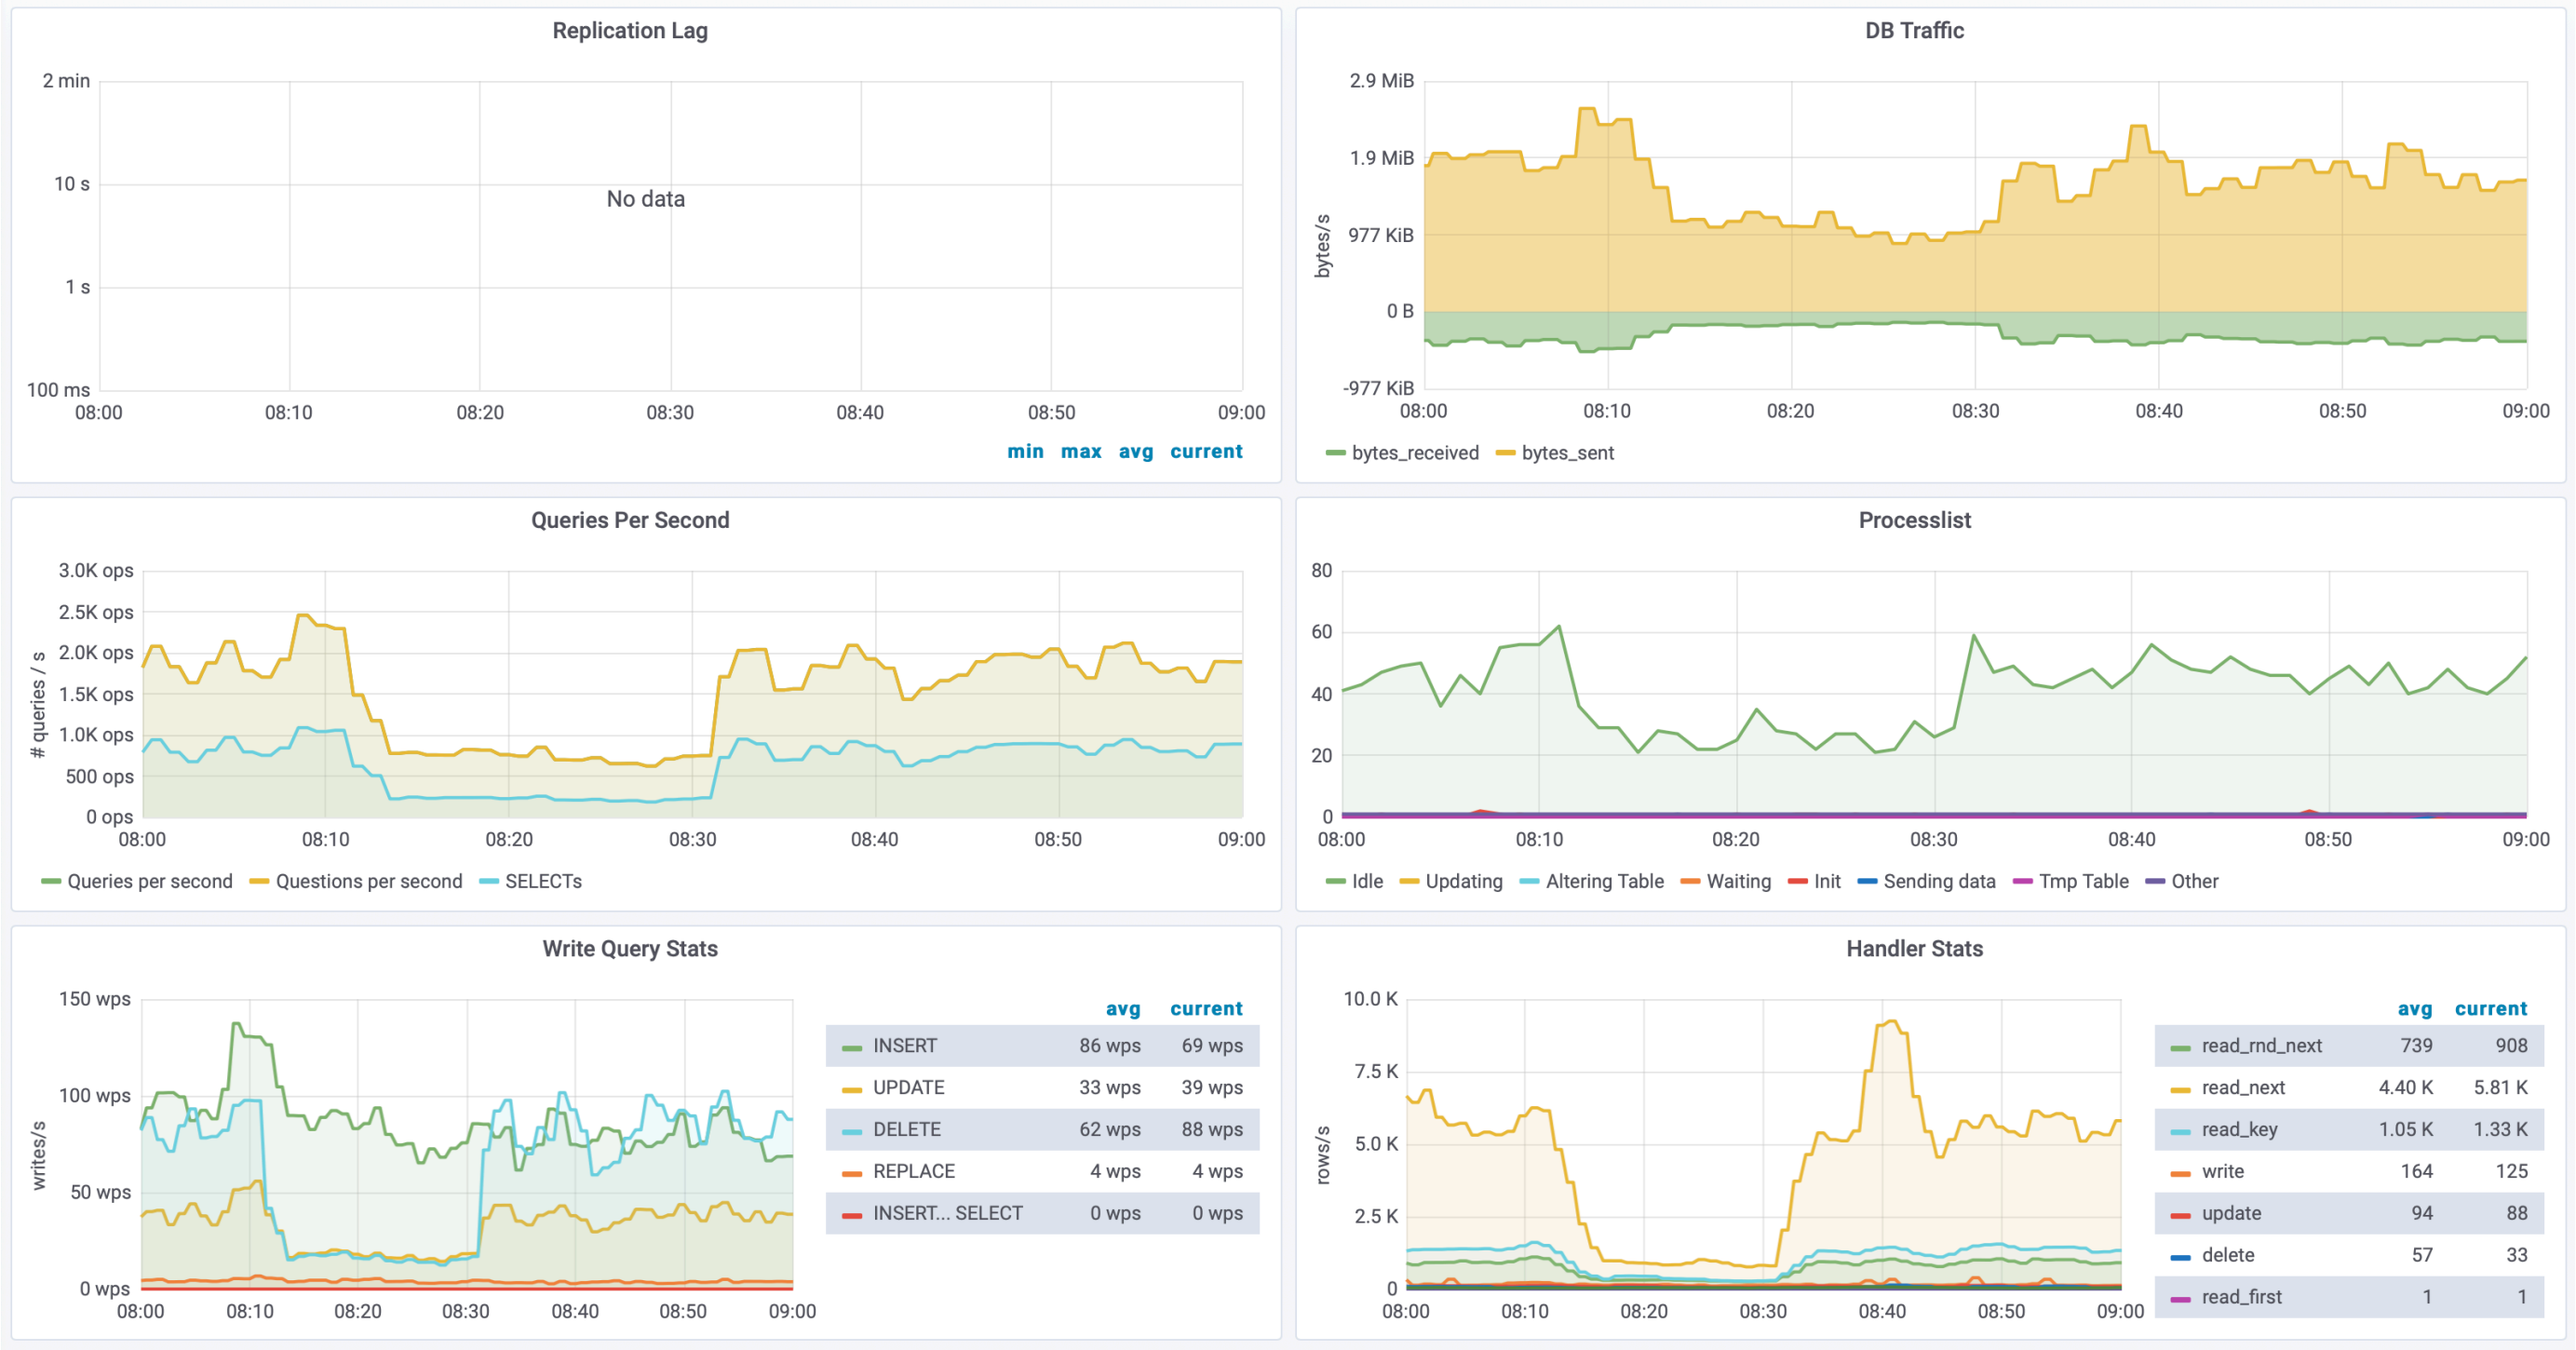 Replication Lag
2 min
10 s
No data
1 s
100 ms
08:00 08:10 08:20 08:30 08:40 08:50 09:00
min max avg current
DB Traffic
2.9 MiB
1.9 MiB
977 KiB
0 B
-977 KiB
bytes/s
08:00 08:10 08:20 08:30 08:40 08:50 09:00
bytes_received bytes_sent
Queries Per Second
3.0K ops
2.5K ops
2.0K ops
1.5K ops
1.0K ops
500 ops
0 ops
# queries / s
08:00 08:10 08:20 08:30 08:40 08:50 09:00
Queries per second Questions per second SELECTs
Processlist
80
60
40
20
0
08:00 08:10 08:20 08:30 08:40 08:50 09:00
Idle Updating Altering Table Waiting Init Sending data Tmp Table Other
Write Query Stats
150 wps
100 wps
50 wps
0 wps
writes/s
08:00 08:10 08:20 08:30 08:40 08:50 09:00
avg current
INSERT 86 wps 69 wps
UPDATE 33 wps 39 wps
DELETE 62 wps 88 wps
REPLACE 4 wps 4 wps
INSERT... SELECT 0 wps 0 wps
Handler Stats
10.0 K
7.5 K
5.0 K
2.5 K
0
rows/s
08:00 08:10 08:20 08:30 08:40 08:50 09:00
avg current
read_rnd_next 739 908
read_next 4.40 K 5.81 K
read_key 1.05 K 1.33 K
write 164 125
update 94 88
delete 57 33
read_first 1 1